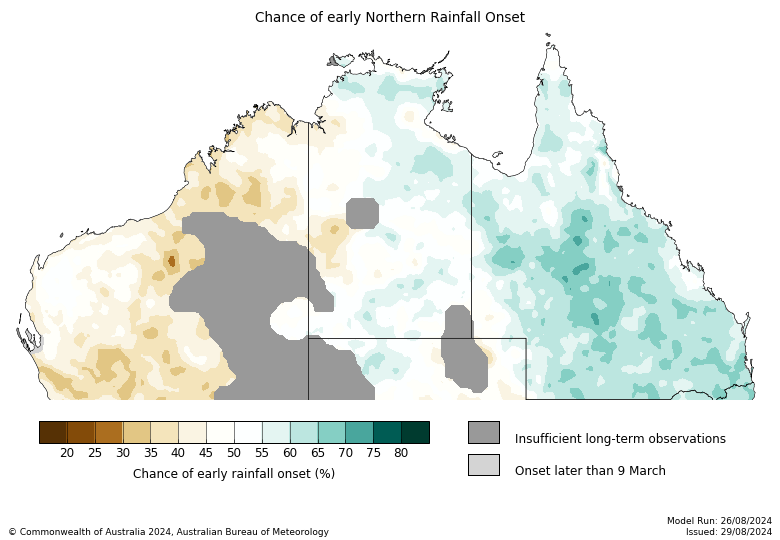 Chance of early Northern Rainfall Onset
20 25 30 35 40 45 50 55 60 65 70 75 80
Chance of early rainfall onset (%)
Insufficient long-term observations
Onset later than 9 March
Model Run: 26/08/2024
© Commonwealth of Australia 2024, Australian Bureau of Meteorology
Issued: 29/08/2024